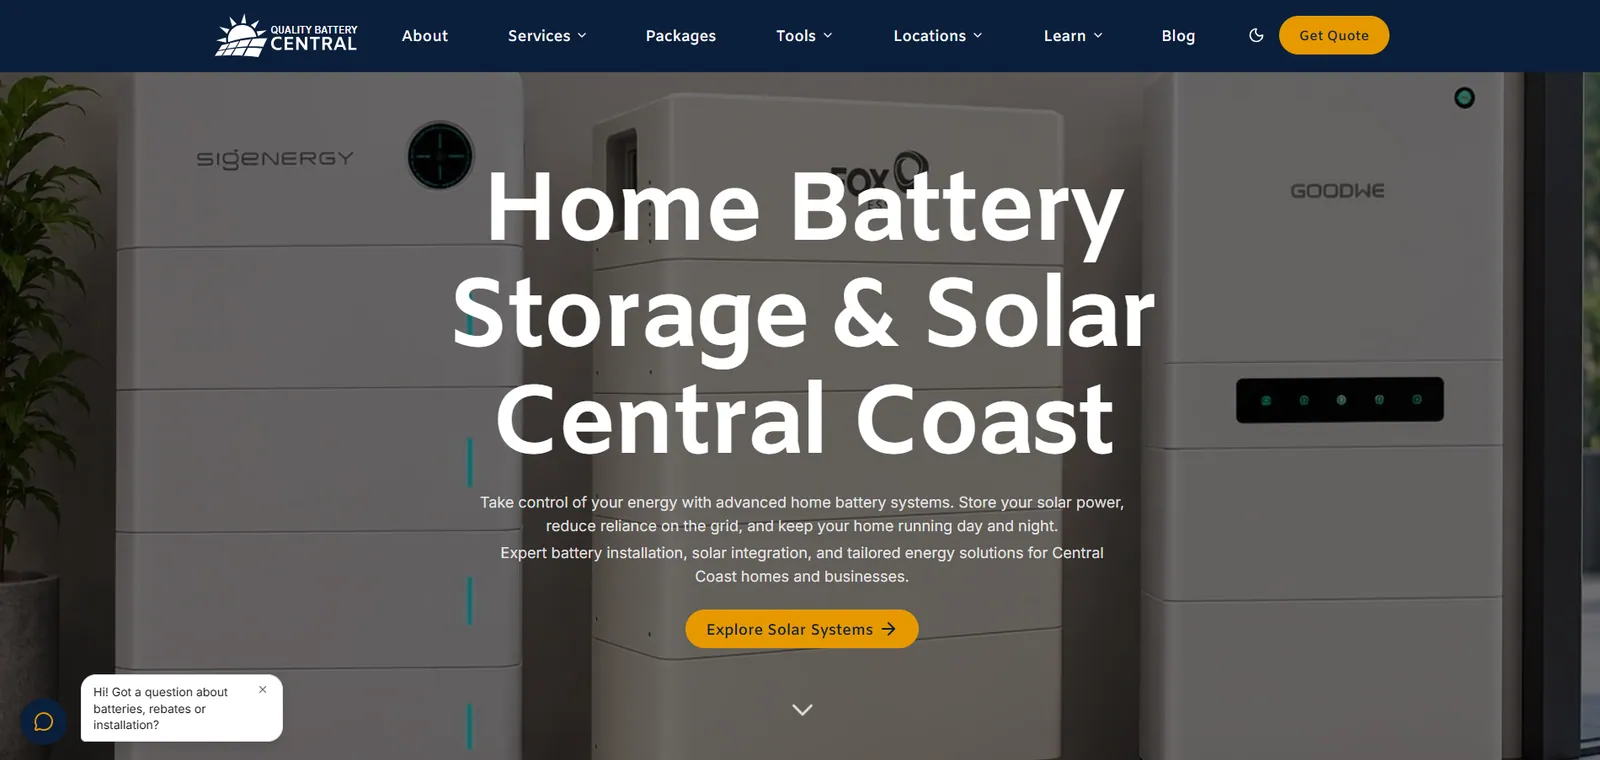 QUALITY BATTERY
CENTRAL
About
Services
Packages
Tools
Locations
Learn
Blog
Get Quote
SIGENERGY
FOX
ES
GOODWE
Home Battery
Storage & Solar
Central Coast
Take control of your energy with advanced home battery systems. Store your solar power,
reduce reliance on the grid, and keep your home running day and night.
Expert battery installation, solar integration, and tailored energy solutions for Central
Coast homes and businesses.
Explore Solar Systems
Hi! Got a question about
batteries, rebates or
installation?